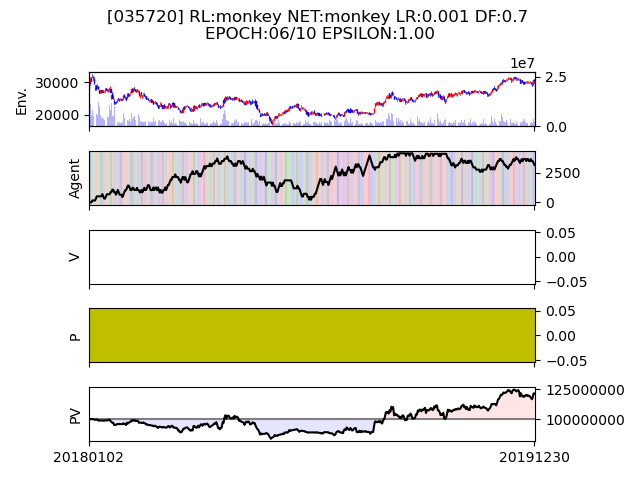 [035720] RL:monkey NET:monkey LR:0.001 DF:0.7
EPOCH:06/10 EPSILON:1.00
1e7
Env.
30000
20000
2.5
0.0
Agent
2500
0
V
0.05
0.00
−0.05
P
0.05
0.00
−0.05
PV
125000000
100000000
20180102
20191230